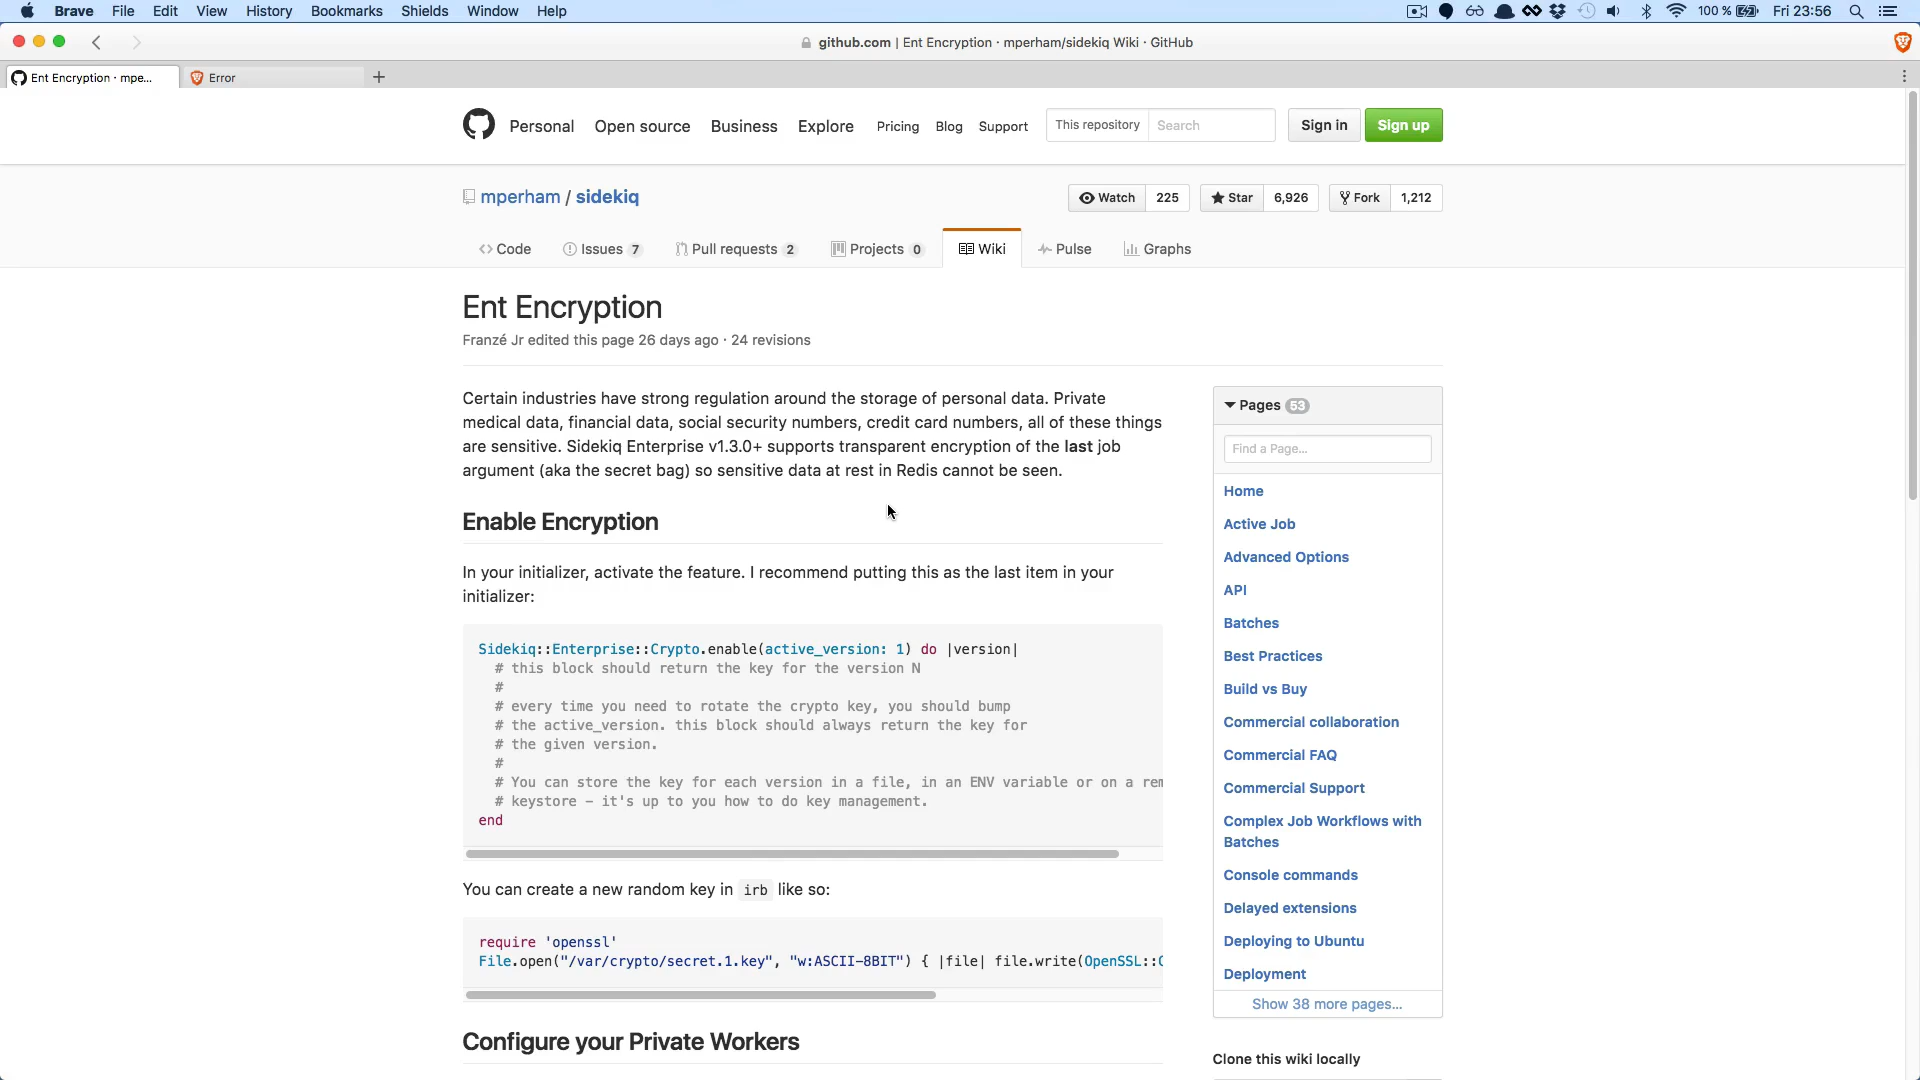 Brave File Edit View History Bookmarks Shields Window Help 100 % Fri 23:56
github.com | Ent Encryption · mperham/sidekiq Wiki · GitHub
Ent Encryption · mpe... Error
Personal Open source Business Explore Pricing Blog Support This repository Search Sign in Sign up
mperham / sidekiq Watch 225 Star 6,926 Fork 1,212
Code Issues 7 Pull requests 2 Projects 0 Wiki Pulse Graphs
Ent Encryption
Franzé Jr edited this page 26 days ago · 24 revisions
Certain industries have strong regulation around the storage of personal data. Private
medical data, financial data, social security numbers, credit card numbers, all of these things
are sensitive. Sidekiq Enterprise v1.3.0+ supports transparent encryption of the last job
argument (aka the secret bag) so sensitive data at rest in Redis cannot be seen.
Enable Encryption
In your initializer, activate the feature. I recommend putting this as the last item in your
initializer:
Sidekiq::Enterprise::Crypto.enable(active_version: 1) do |version|
# this block should return the key for the version N
#
# every time you need to rotate the crypto key, you should bump
# the active_version. this block should always return the key for
# the given version.
#
# You can store the key for each version in a file, in an ENV variable or on a rem
# keystore – it's up to you how to do key management.
end
You can create a new random key in irb like so:
require 'openssl'
File.open("/var/crypto/secret.1.key", "w:ASCII-8BIT") { |file| file.write(OpenSSL::C
Configure your Private Workers
Pages 53
Find a Page...
Home
Active Job
Advanced Options
API
Batches
Best Practices
Build vs Buy
Commercial collaboration
Commercial FAQ
Commercial Support
Complex Job Workflows with
Batches
Console commands
Delayed extensions
Deploying to Ubuntu
Deployment
Show 38 more pages...
Clone this wiki locally